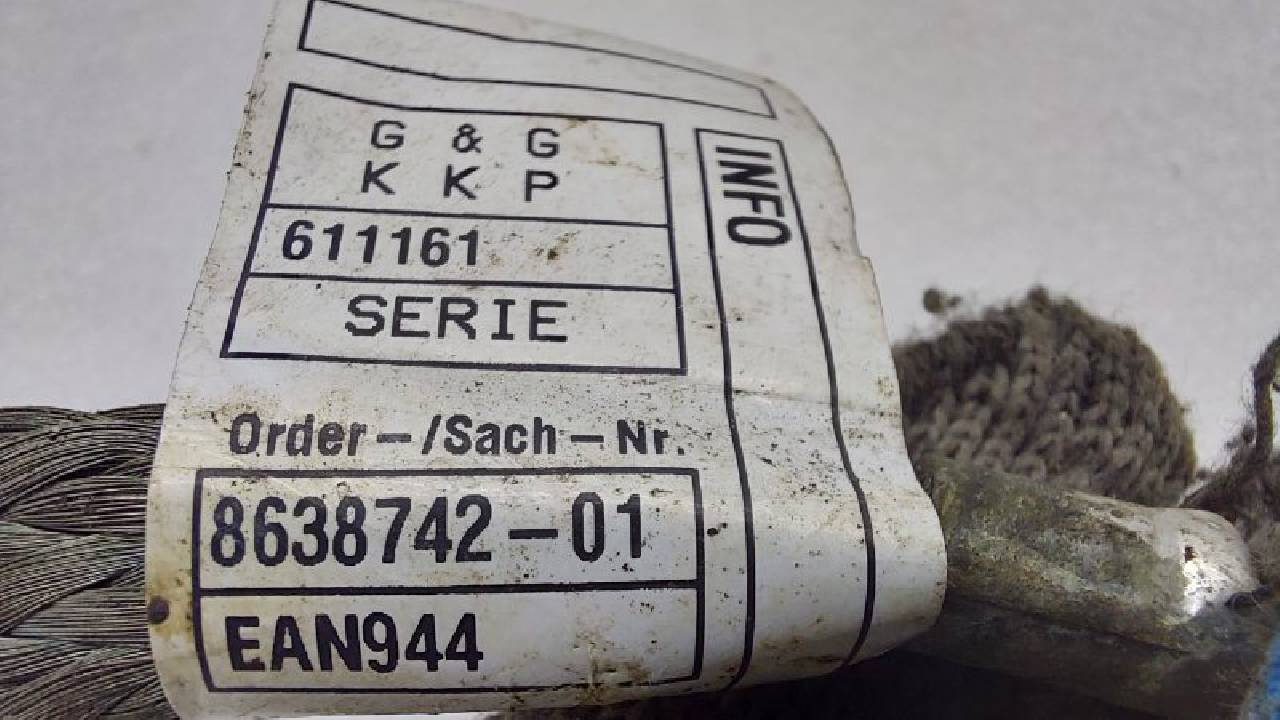 G & G
K K P
611161
SERIE
INFO
Order-/Sach-Nr.
8638742-01
EAN944